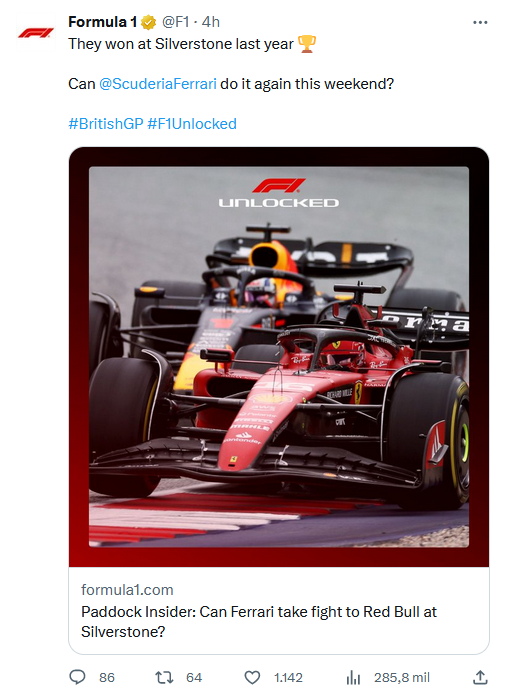 Formula 1 @F1 · 4h
They won at Silverstone last year 🏆
Can @ScuderiaFerrari do it again this weekend?
#BritishGP #F1Unlocked
F1
UNLOCKED
RICHARD MILLE
formula1.com
Paddock Insider: Can Ferrari take fight to Red Bull at
Silverstone?
86
64
1.142
285,8 mil